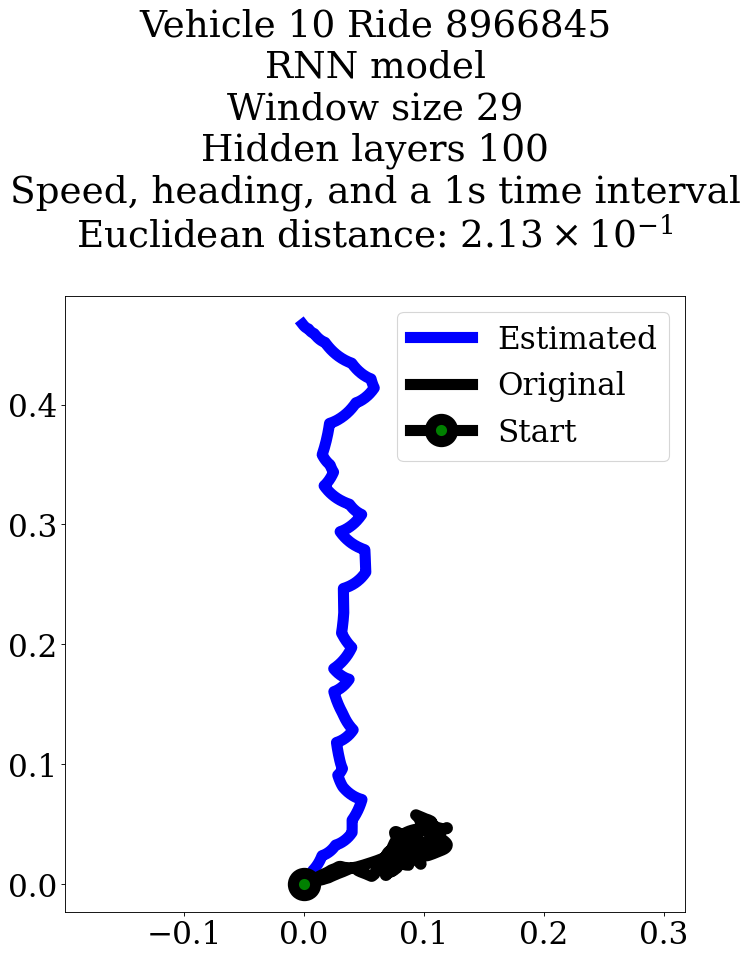 Vehicle 10 Ride 8966845
RNN model
Window size 29
Hidden layers 100
Speed, heading, and a 1s time interval
Euclidean distance: 2.13 × 10⁻¹
Estimated
Original
Start
0.4
0.3
0.2
0.1
0.0
−0.1 0.0 0.1 0.2 0.3